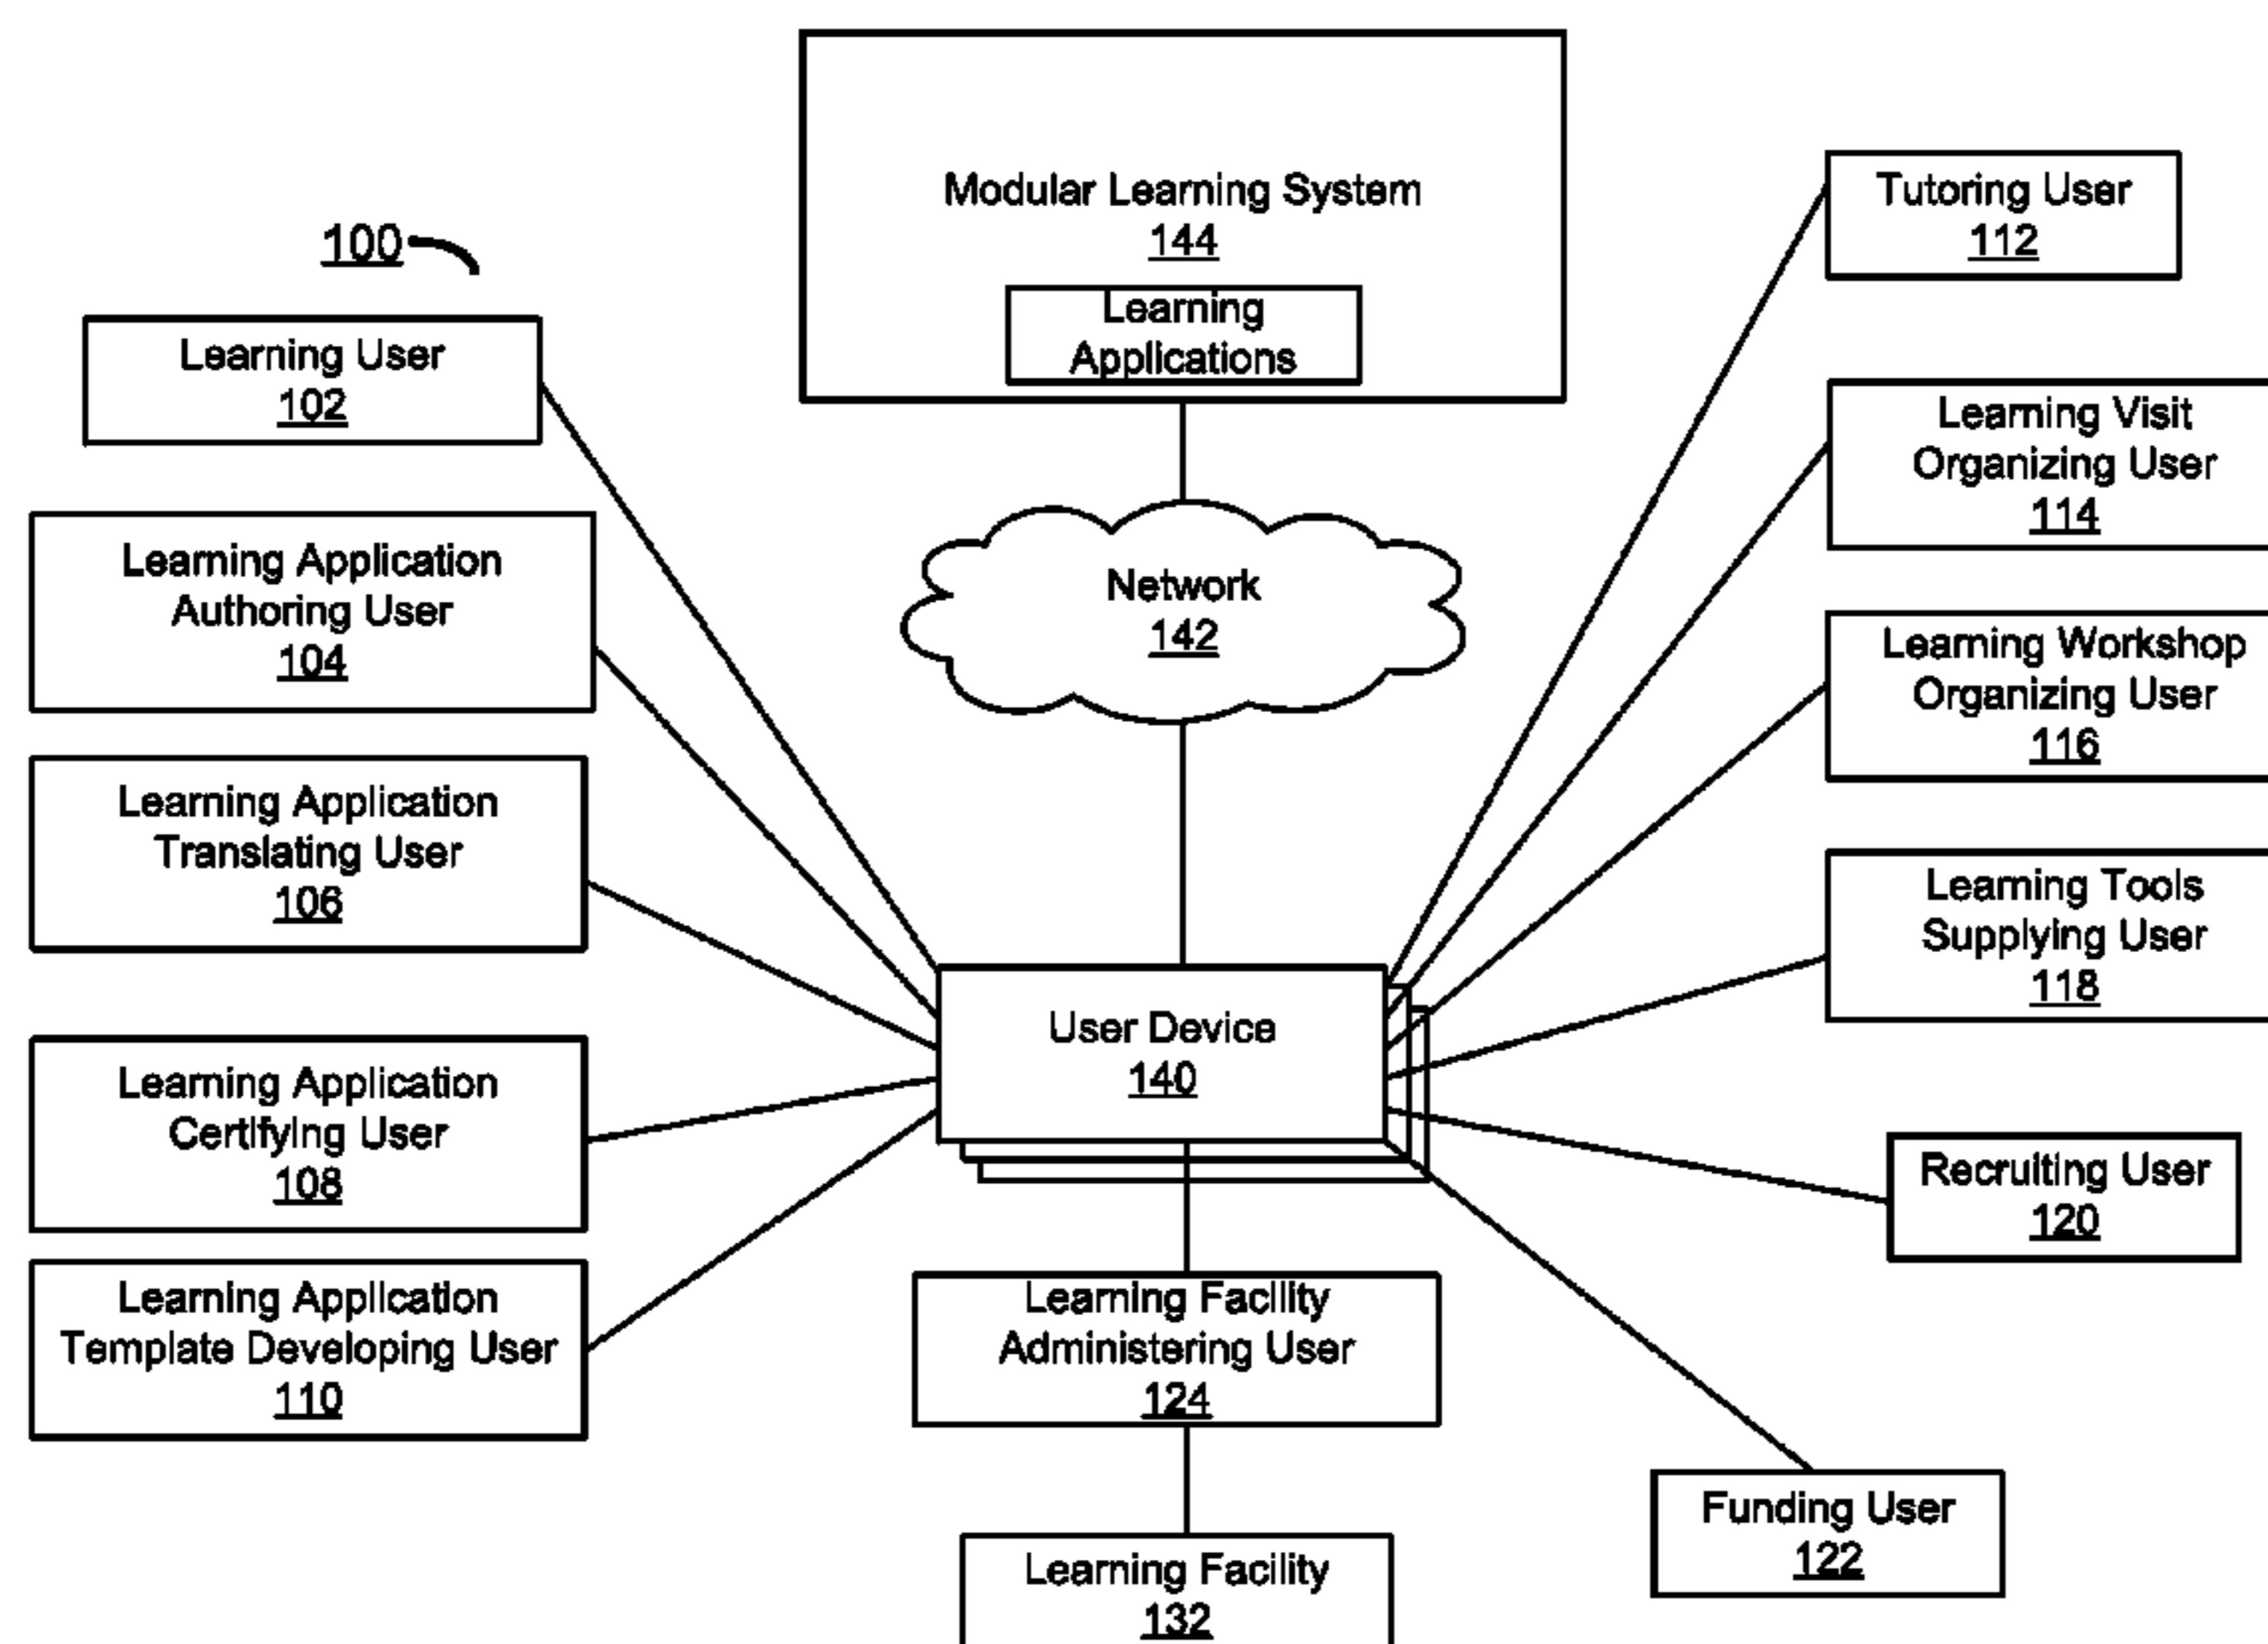 100
Modular Learning System
144
Learning
Applications
Network
142
Learning User
102
Learning Application
Authoring User
104
Learning Application
Translating User
106
Learning Application
Certifying User
108
Learning Application
Template Developing User
110
User Device
140
Learning Facility
Administering User
124
Learning Facility
132
Tutoring User
112
Learning Visit
Organizing User
114
Learning Workshop
Organizing User
116
Learning Tools
Supplying User
118
Recruiting User
120
Funding User
122